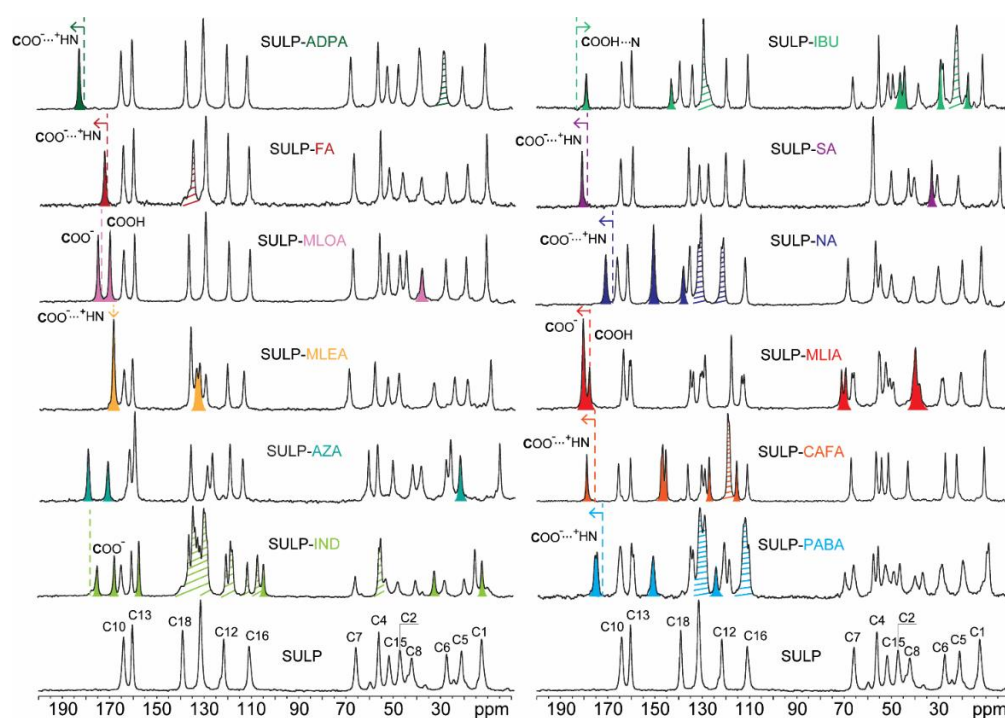 COO⁻···⁺HN
SULP-ADPA
COO⁻···⁺HN
SULP-FA
COO⁻
COOH
SULP-MLOA
COO⁻···⁺HN
SULP-MLEA
SULP-AZA
COO⁻
SULP-IND
C10
C13
C18
C12
C16
SULP
C7
C4
C15
C2
C8
C6
C5
C1
190 170 150 130 110 90 70 50 30 ppm
COOH···N
SULP-IBU
COO⁻···⁺HN
SULP-SA
COO⁻···⁺HN
SULP-NA
COO⁻
COOH
SULP-MLIA
COO⁻···⁺HN
SULP-CAFA
COO⁻···⁺HN
SULP-PABA
C10
C13
C18
C12
C16
SULP
C7
C4
C15
C2
C8
C6
C5
C1
190 170 150 130 110 90 70 50 30 ppm